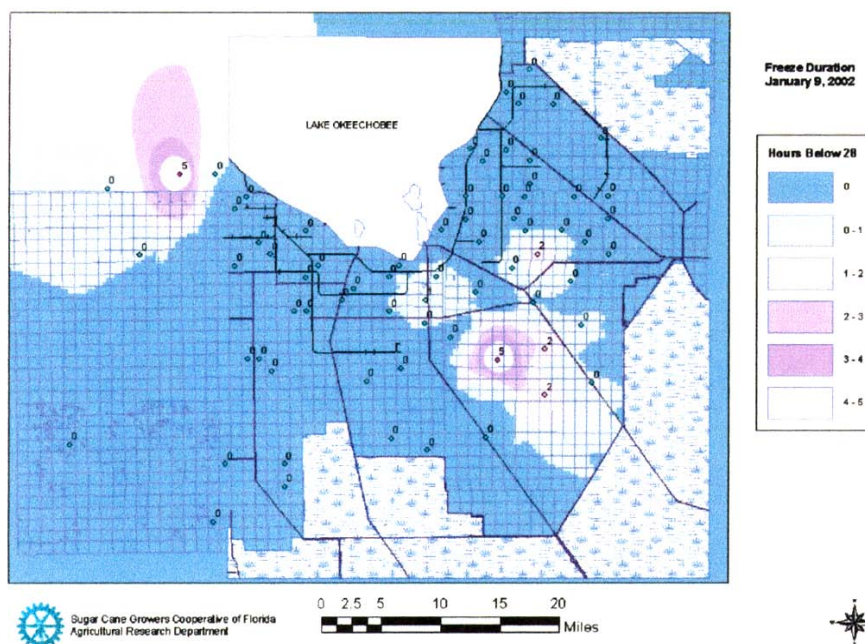 Freeze Duration
January 9, 2002
LAKE OKEECHOBEE
Hours Below 28
0
0 - 1
1 - 2
2 - 3
3 - 4
4 - 5
5
2
5
2
2
Sugar Cane Growers Cooperative of Florida
Agricultural Research Department
0 2.5 5 10 15 20
Miles